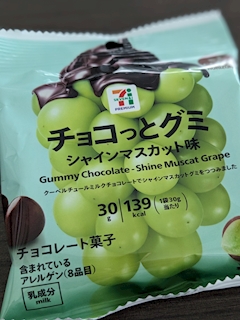 7
ELEVEN
PREMIUM
チョコっとグミ
シャインマスカット味
Gummy Chocolate - Shine Muscat Grape
クーベルチュールミルクチョコレートでシャインマスカットグミをつつみました
30g
139kcal
1袋30g
当たり
チョコレート菓子
含まれている
アレルゲン(8品目)
乳成分
milk